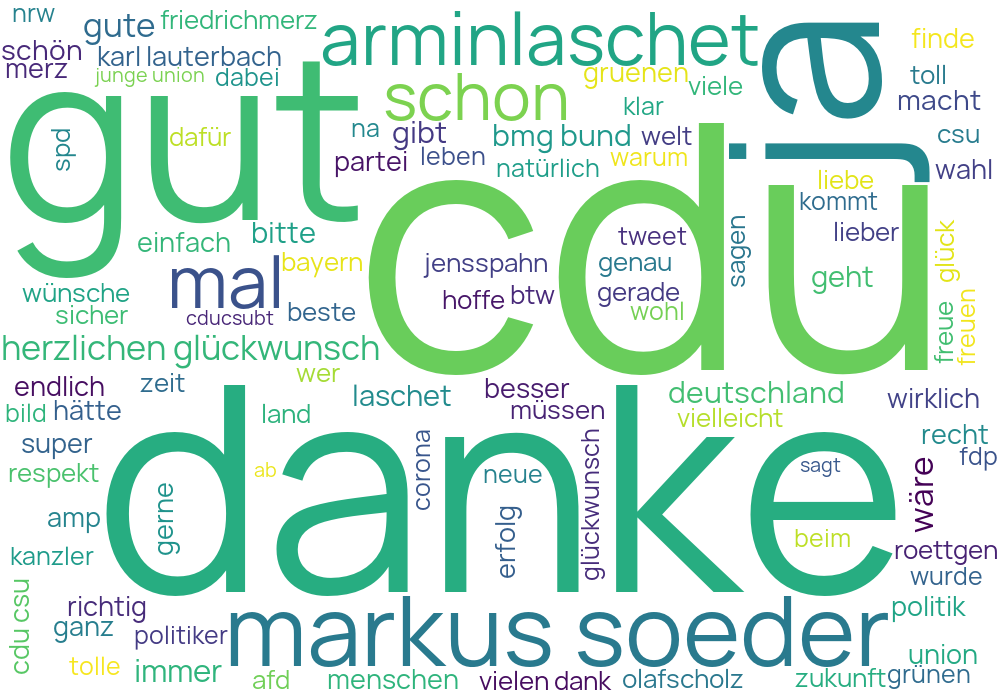 nrw
gute
friedrichmerz
arminlaschet
ja
finde
schön
karl lauterbach
merz
junge union
dabei
gruenen
viele
toll
schon
klar
macht
gut
spd
dafür
na
gibt
bmg bund
welt
csu
partei
leben
natürlich
warum
wahl
cdu
liebe
kommt
einfach
bitte
tweet
sagen
lieber
glück
mal
bayern
jensspahn
genau
geht
wünsche
hoffe
btw
gerade
sicher
cducsubt
beste
wohl
freue
freuen
herzlichen glückwunsch
wer
endlich
zeit
laschet
besser
deutschland
wirklich
bild
hätte
land
müssen
vielleicht
super
danke
recht
fdp
respekt
ab
corona
neue
glückwunsch
sagt
wäre
amp
gerne
erfolg
beim
kanzler
roettgen
wurde
cdu csu
richtig
markus soeder
politik
ganz
politiker
union
tolle
immer
afd
menschen
vielen dank
olafscholz
zukunft
grünen